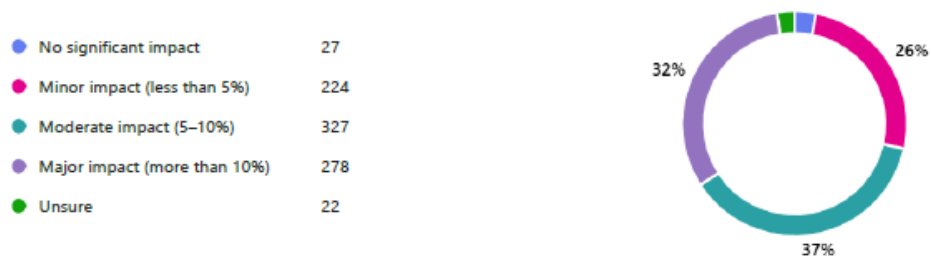 No significant impact 27
Minor impact (less than 5%) 224
Moderate impact (5–10%) 327
Major impact (more than 10%) 278
Unsure 22
26%
32%
37%